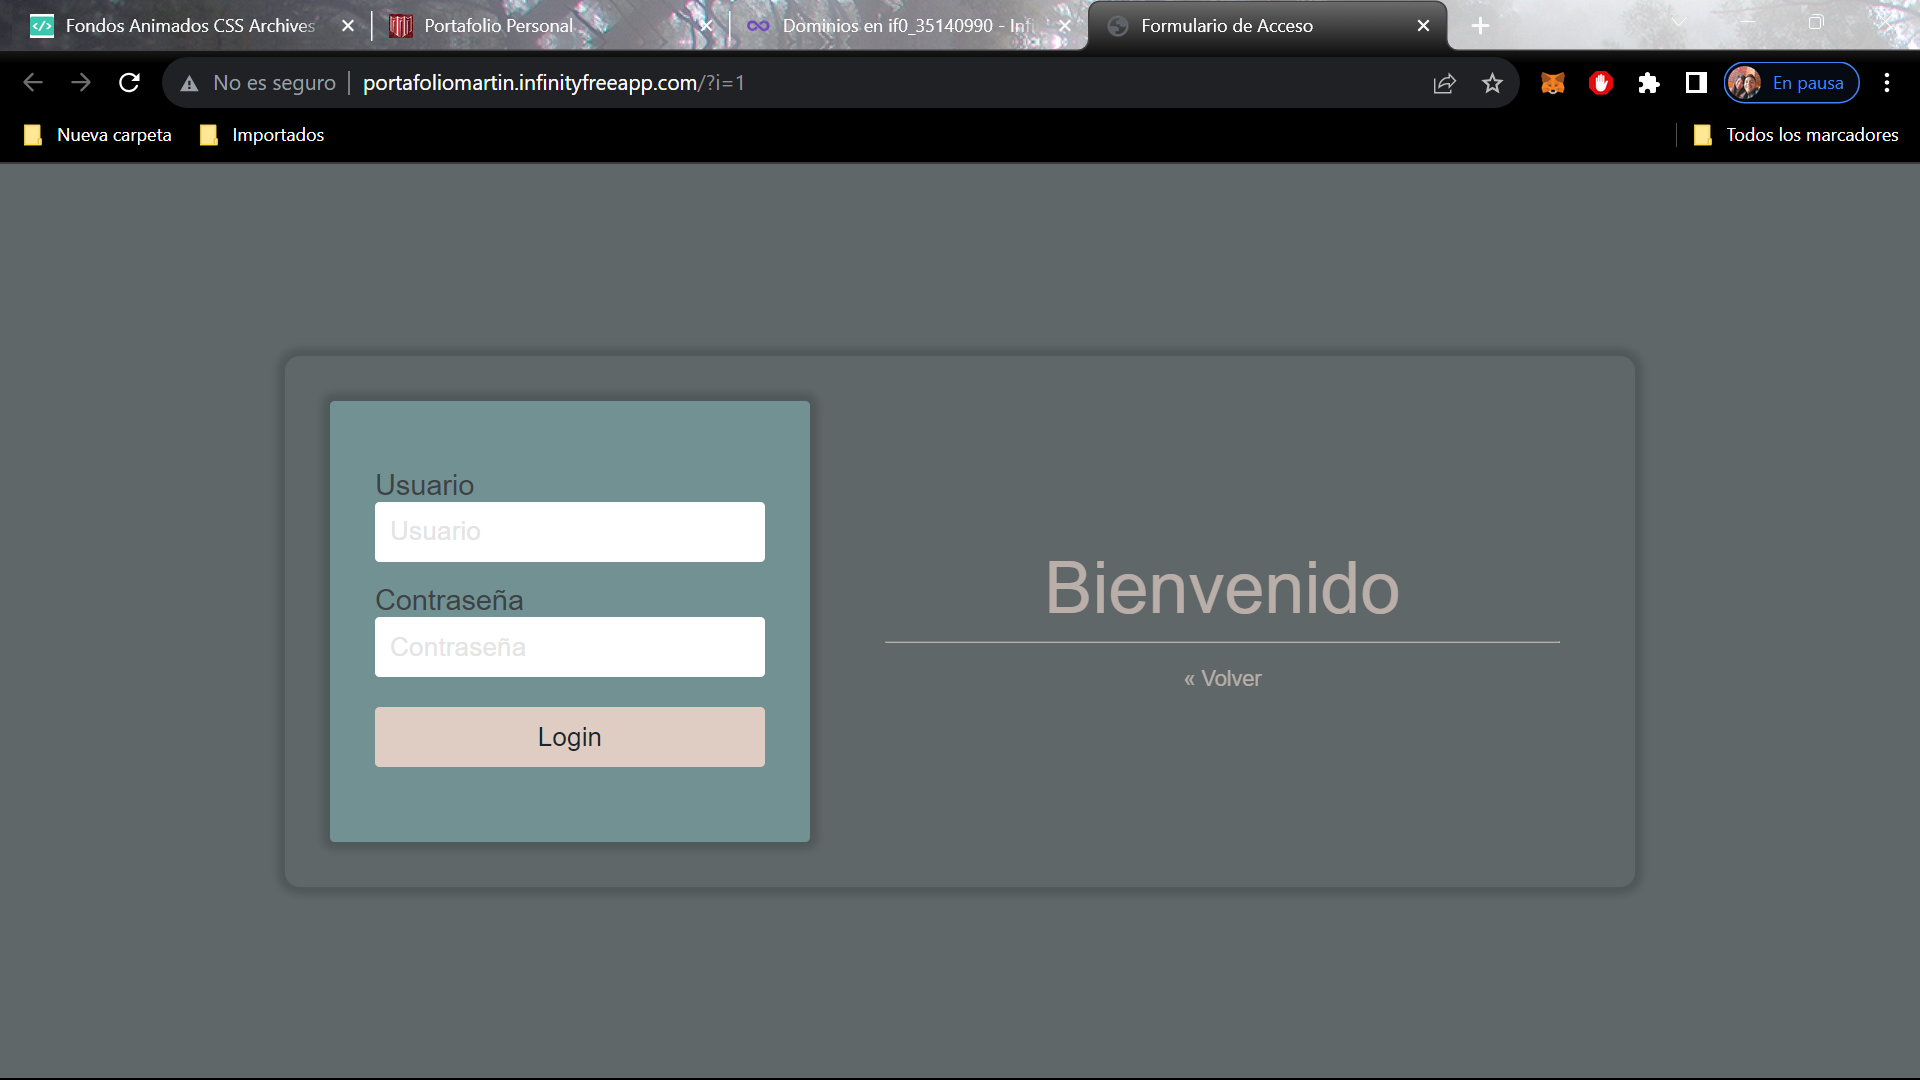 Fondos Animados CSS Archives
Portafolio Personal
Dominios en if0_35140990 - Inf
Formulario de Acceso
No es seguro
portafoliomartin.infinityfreeapp.com/?i=1
En pausa
Nueva carpeta
Importados
Todos los marcadores
Usuario
Usuario
Contraseña
Contraseña
Login
Bienvenido
« Volver